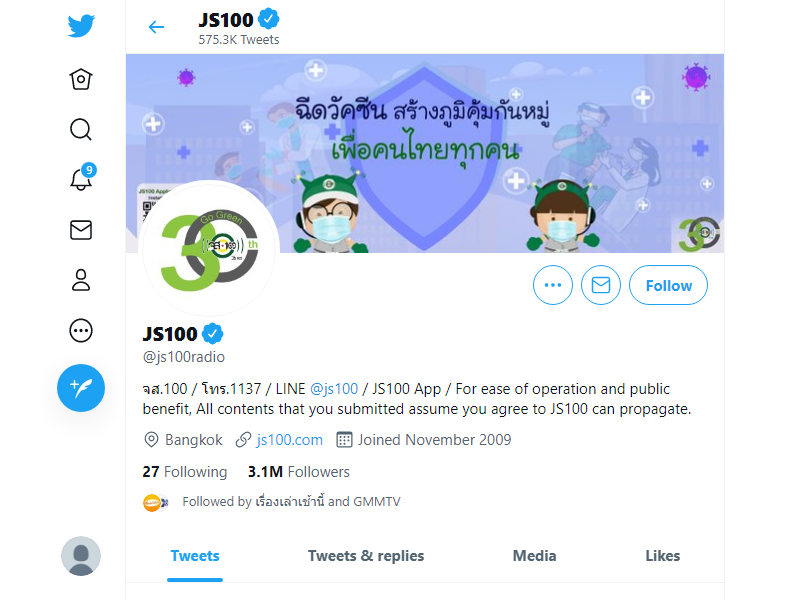 JS100
575.3K Tweets
ฉีดวัคซีน สร้างภูมิคุ้มกันหมู่
เพื่อคนไทยทุกคน
9
Go Green
30th
จส.100
Follow
JS100
@js100radio
จส.100 / โทร.1137 / LINE @js100 / JS100 App / For ease of operation and public
benefit, All contents that you submitted assume you agree to JS100 can propagate.
Bangkok js100.com Joined November 2009
27 Following 3.1M Followers
Followed by เรื่องเล่าเช้านี้ and GMMTV
Tweets Tweets & replies Media Likes